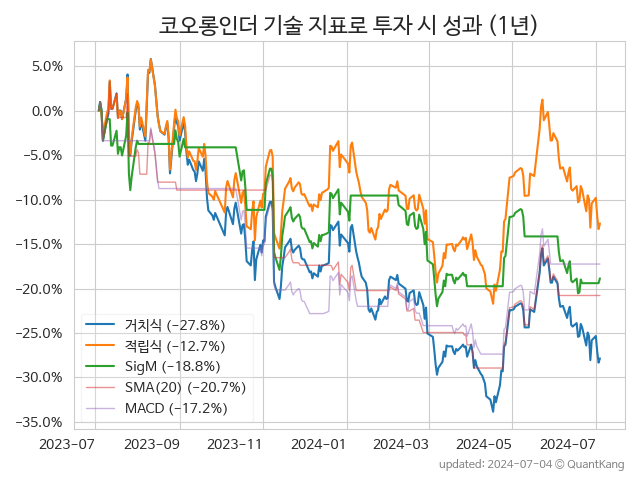 코오롱인더 기술 지표로 투자 시 성과 (1년)
5.0%
0.0%
−5.0%
−10.0%
−15.0%
−20.0%
−25.0%
−30.0%
−35.0%
거치식 (−27.8%)
적립식 (−12.7%)
SigM (−18.8%)
SMA(20) (−20.7%)
MACD (−17.2%)
2023−07 2023−09 2023−11 2024−01 2024−03 2024−05 2024−07
updated: 2024-07-04 © QuantKang